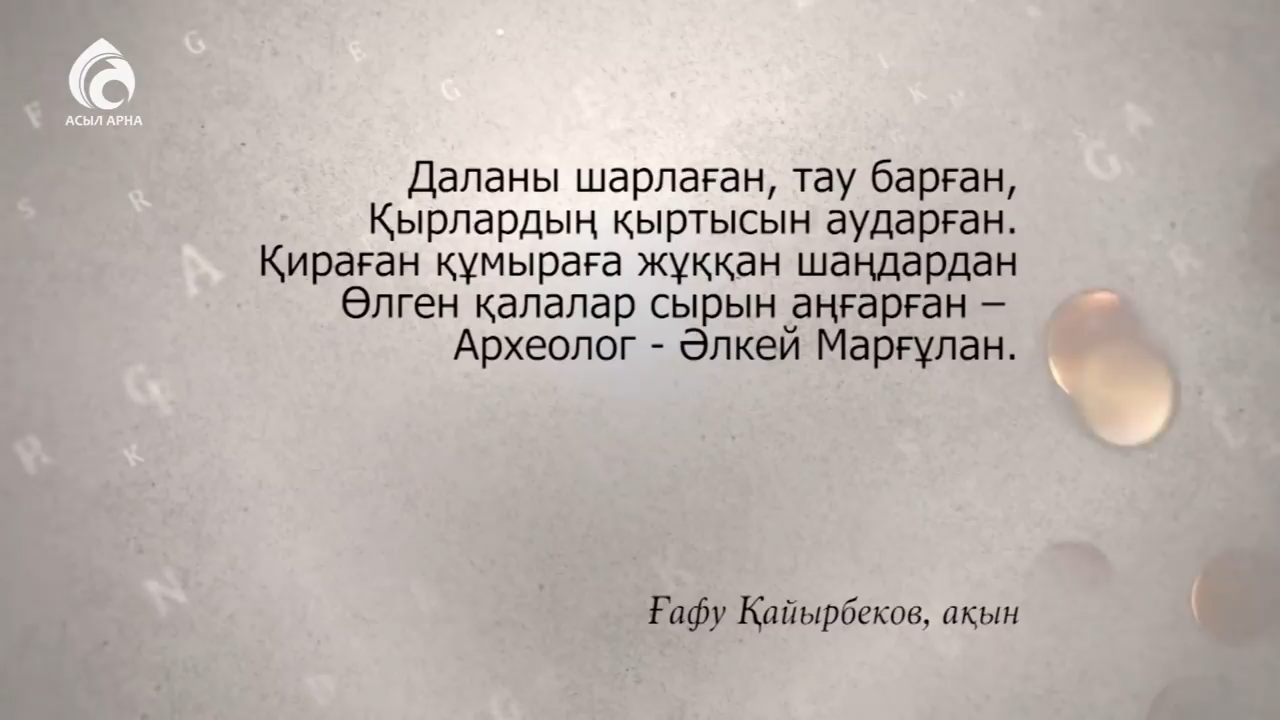 АСЫЛ АРНА
Даланы шарлаған, тау барған,
Қырлардың қыртысын аударған.
Қираған құмыраға жұққан шаңдардан
Өлген қалалар сырын аңғарған –
Археолог - Әлкей Марғұлан.
Ғафу Қайырбеков, ақын